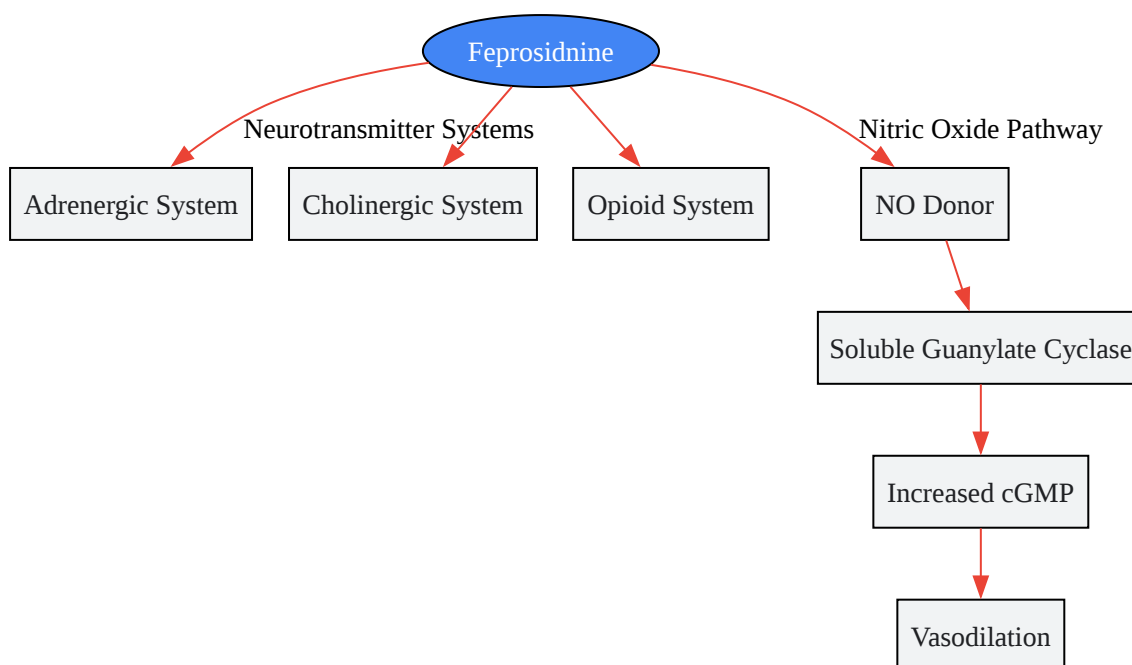 Feprosidnine
Neurotransmitter Systems
Nitric Oxide Pathway
Adrenergic System
Cholinergic System
Opioid System
NO Donor
Soluble Guanylate Cyclase
Increased cGMP
Vasodilation